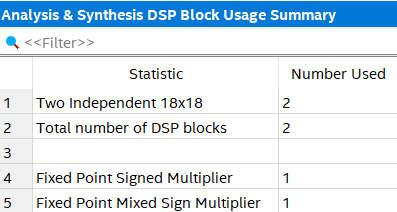 Analysis & Synthesis DSP Block Usage Summary
<<Filter>>
Statistic Number Used
1 Two Independent 18x18 2
2 Total number of DSP blocks 2
3
4 Fixed Point Signed Multiplier 1
5 Fixed Point Mixed Sign Multiplier 1